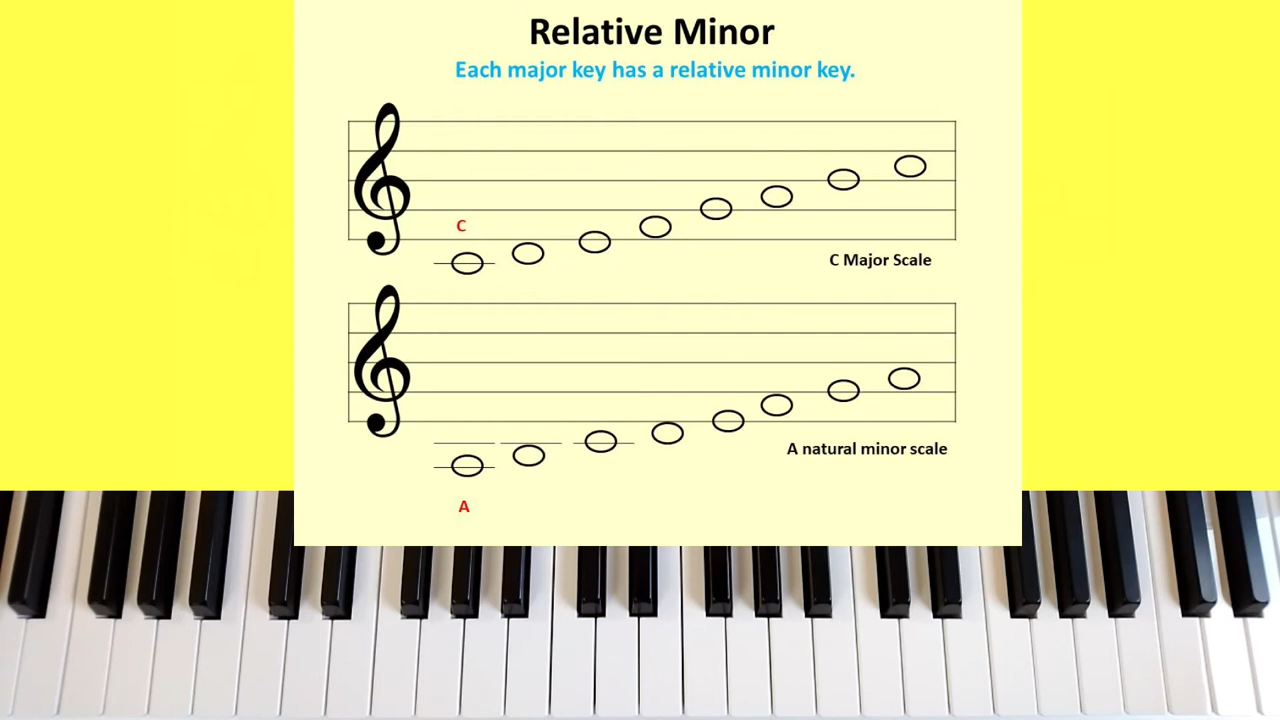 Relative Minor
Each major key has a relative minor key.
C
C Major Scale
A natural minor scale
A